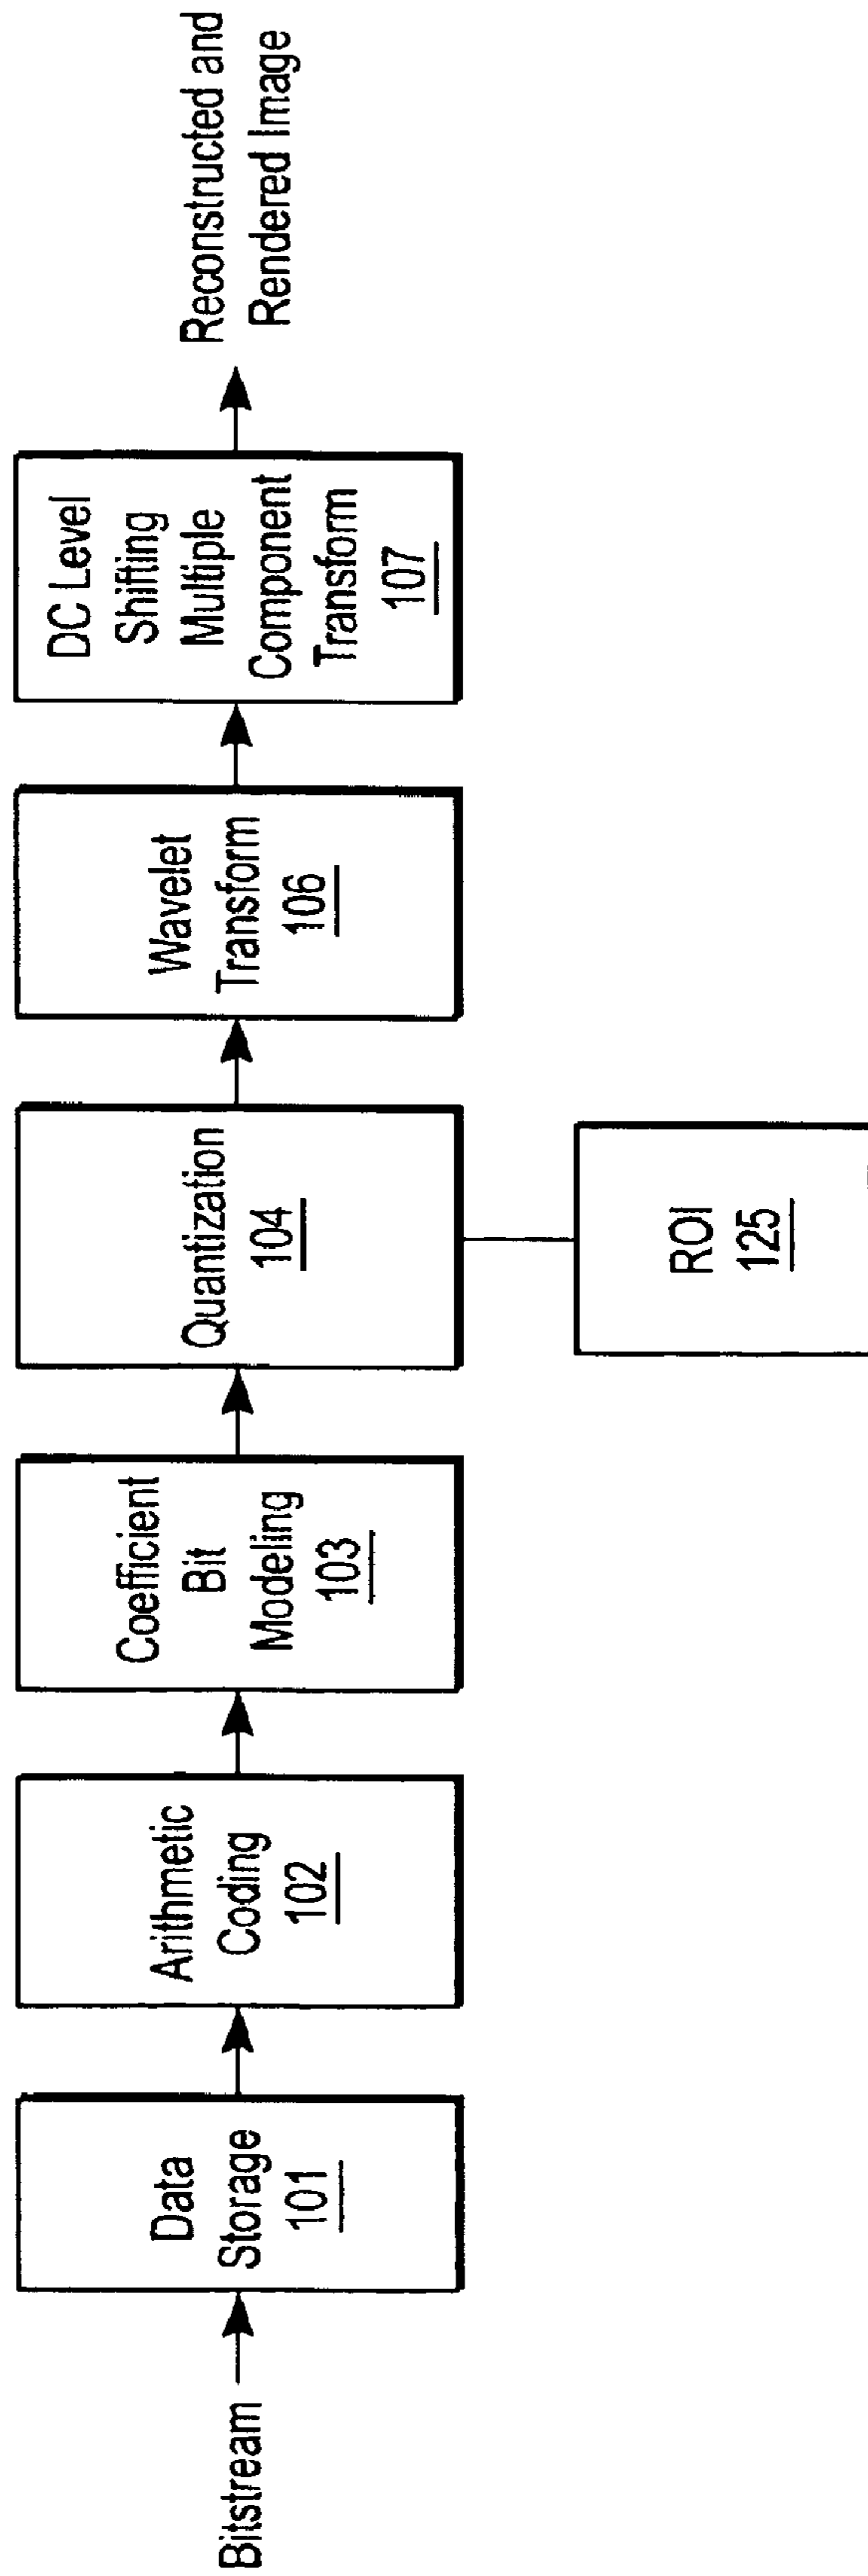 Bitstream
Data
Storage
101
Arithmetic
Coding
102
Coefficient
Bit
Modeling
103
Quantization
104
ROI
125
Wavelet
Transform
106
DC Level
Shifting
Multiple
Component
Transform
107
Reconstructed and
Rendered Image